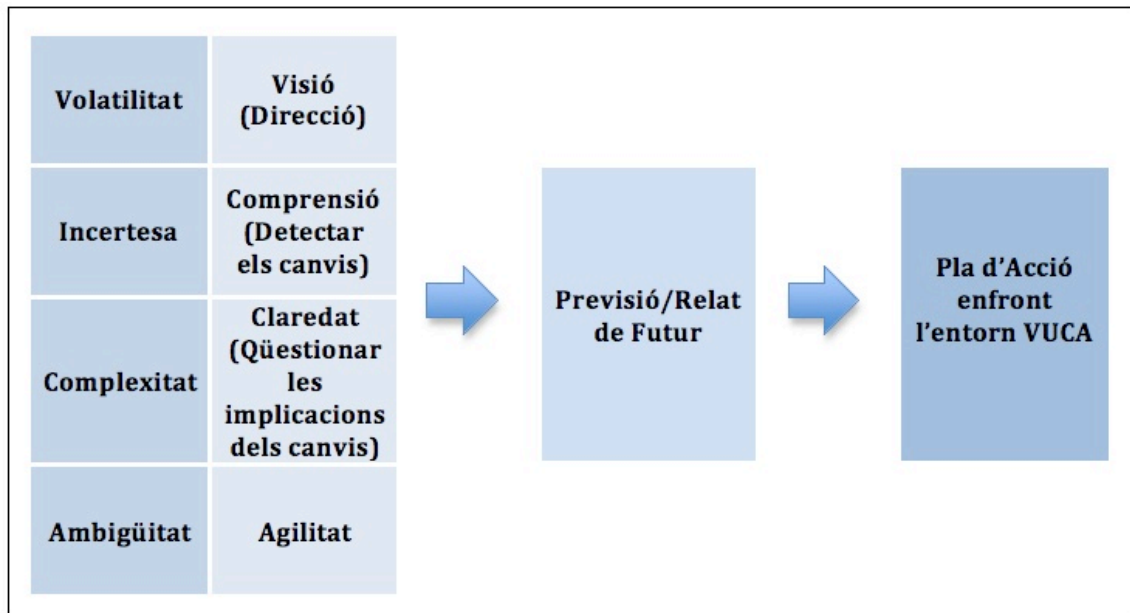 Volatilitat
Visió
(Direcció)
Incertesa
Comprensió
(Detectar
els canvis)
Complexitat
Claredat
(Qüestionar
les
implicacions
dels canvis)
Ambigüitat
Agilitat
Previsió/Relat
de Futur
Pla d’Acció
enfront
l’entorn VUCA